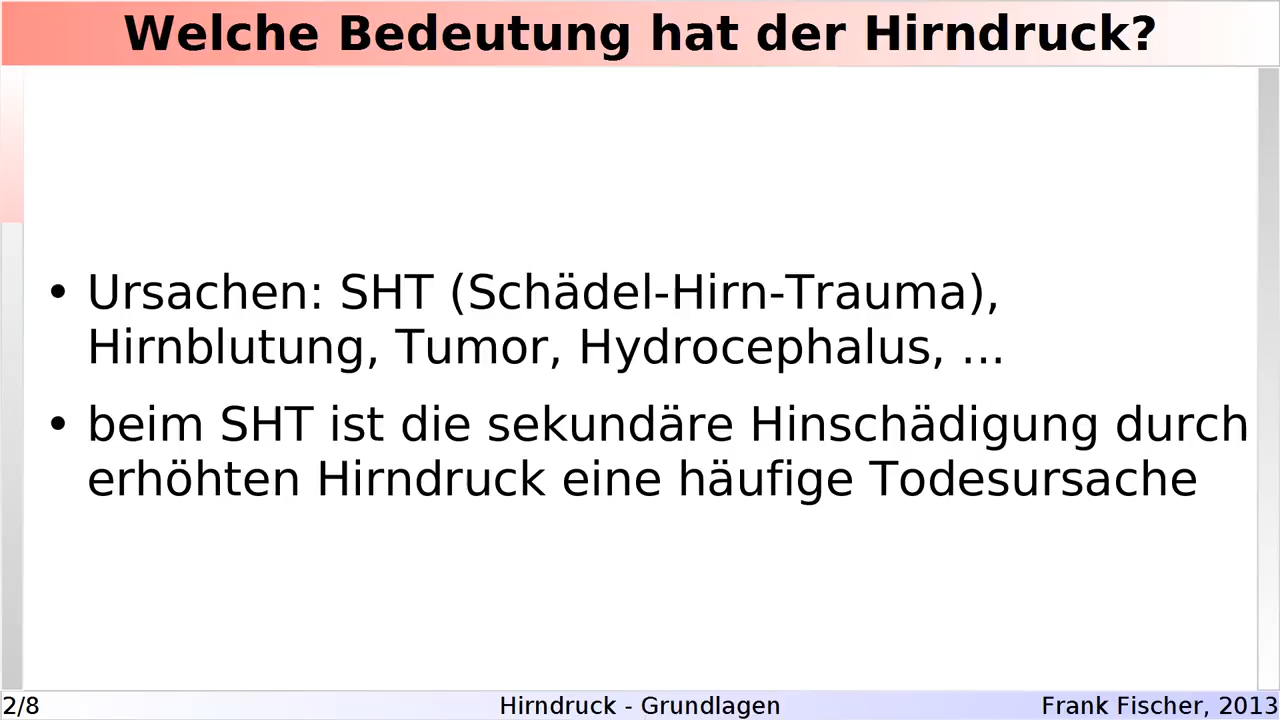 Welche Bedeutung hat der Hirndruck?
• Ursachen: SHT (Schädel-Hirn-Trauma),
Hirnblutung, Tumor, Hydrocephalus, ...
• beim SHT ist die sekundäre Hinschädigung durch
erhöhten Hirndruck eine häufige Todesursache
2/8
Hirndruck - Grundlagen
Frank Fischer, 2013